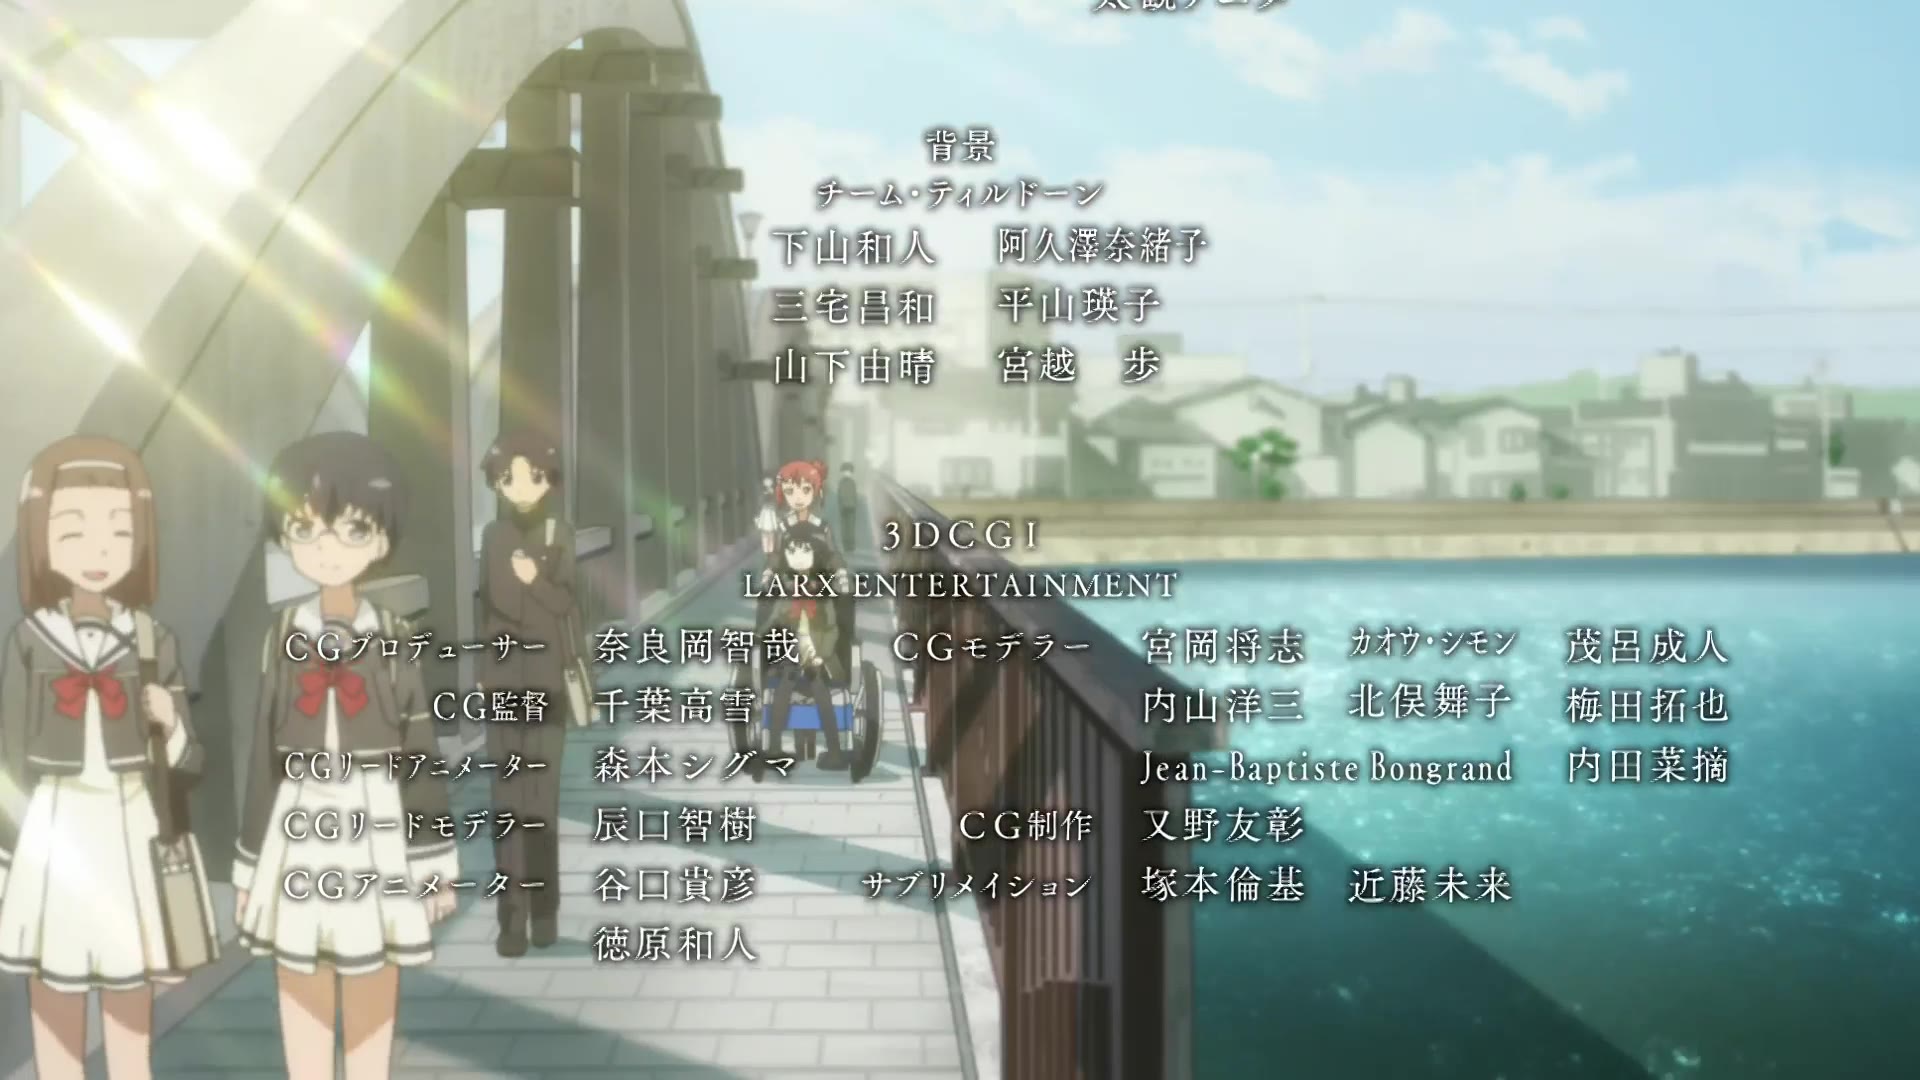 背景
チーム・ティルドーン
下山和人 阿久澤奈緒子
三宅昌和 平山瑛子
山下由晴 宮越 歩
3DCGI
LARX ENTERTAINMENT
CGプロデューサー 奈良岡智哉 CGモデラー 宮岡将志 カオウ・シモン 茂呂成人
CG監督 千葉高雪 内山洋三 北俣舞子 梅田拓也
CGリードアニメーター 森本シグマ Jean-Baptiste Bongrand 内田菜摘
CGリードモデラー 辰口智樹 CG制作 又野友彰
CGアニメーター 谷口貴彦 サブリメイション 塚本倫基 近藤未来
徳原和人